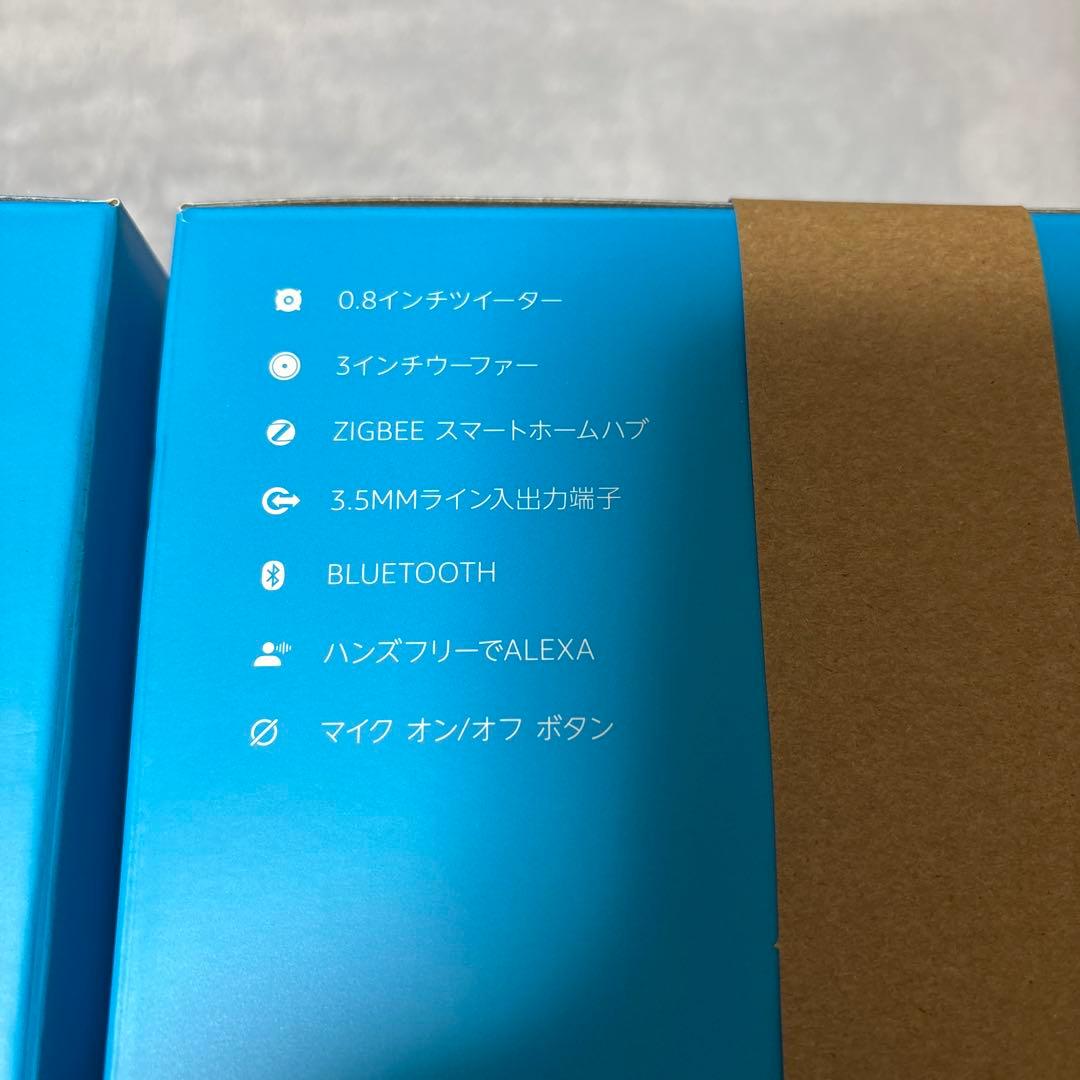 0.8インチツイーター
3インチウーファー
ZIGBEE スマートホームハブ
3.5MMライン入出力端子
BLUETOOTH
ハンズフリーでALEXA
マイク オン/オフ ボタン